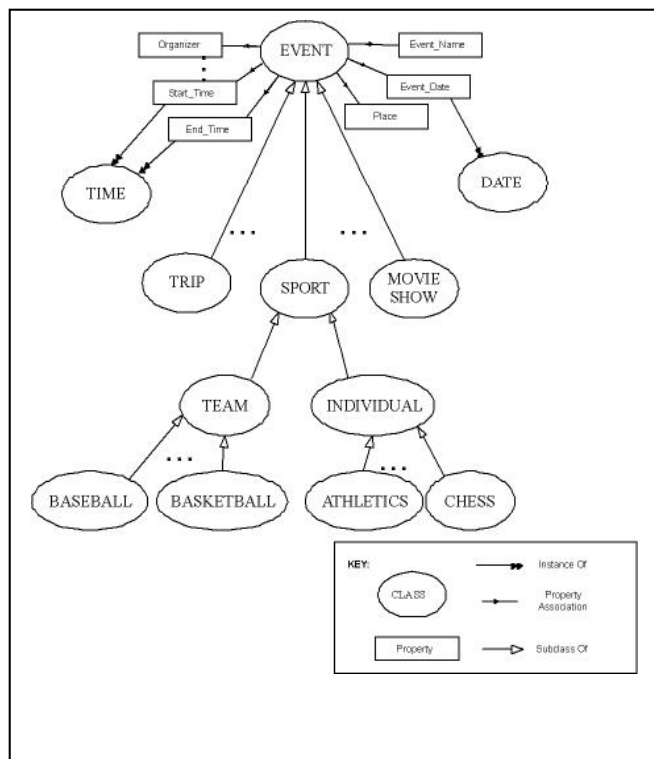 Organizer
EVENT
Event_Name
Start_Time
Event_Date
End_Time
Place
TIME
DATE
TRIP
SPORT
MOVIE
SHOW
TEAM
INDIVIDUAL
BASEBALL
BASKETBALL
ATHLETICS
CHESS
KEY:
Instance Of
CLASS
Property
Association
Property
Subclass Of